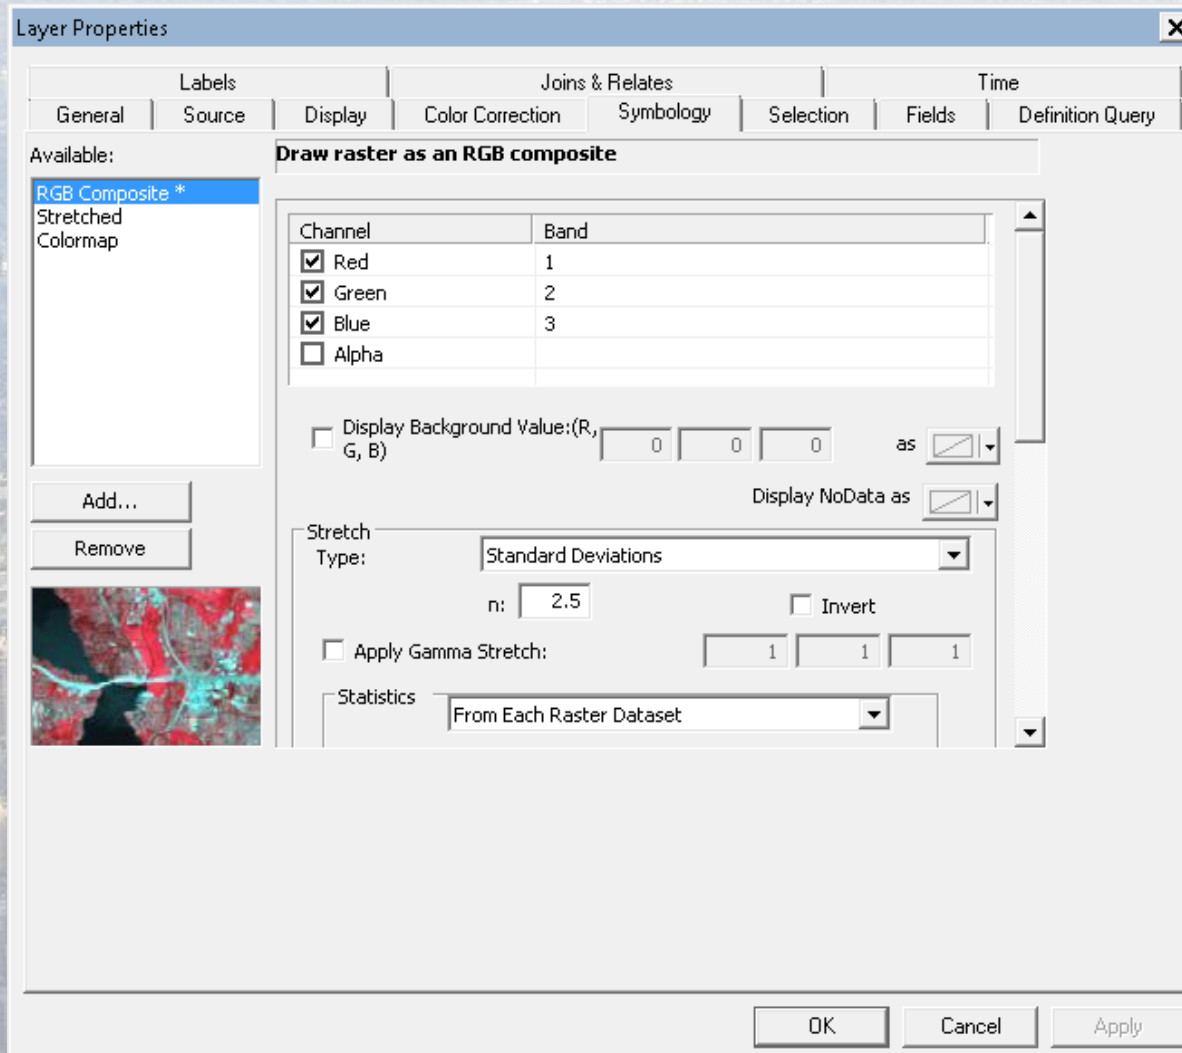 Layer Properties
Labels Joins & Relates Time
General Source Display Color Correction Symbology Selection Fields Definition Query
Available:
Draw raster as an RGB composite
RGB Composite *
Stretched
Colormap
Channel Band
Red 1
Green 2
Blue 3
Alpha
Display Background Value:(R,
G, B) 0 0 0 as
Display NoData as
Add...
Remove
Stretch
Type: Standard Deviations
n: 2.5 Invert
Apply Gamma Stretch: 1 1 1
Statistics
From Each Raster Dataset
OK Cancel Apply